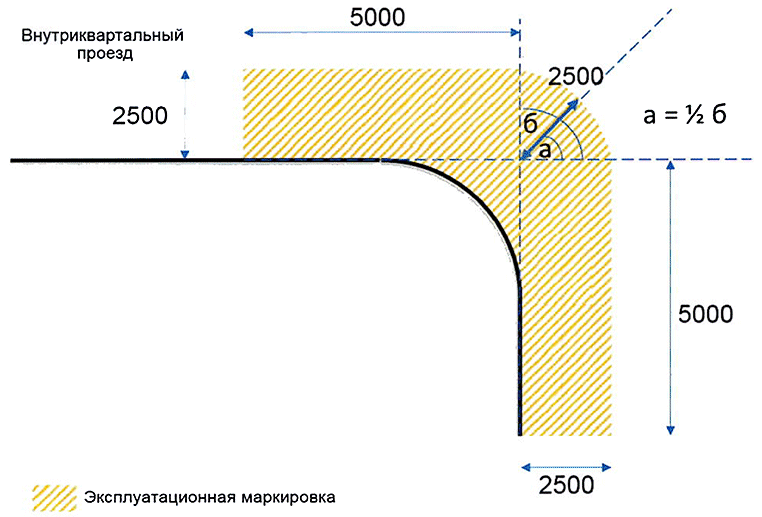 5000
Внутриквартальный
проезд
2500
2500
б
а
а = ½ б
5000
2500
Эксплуатационная маркировка